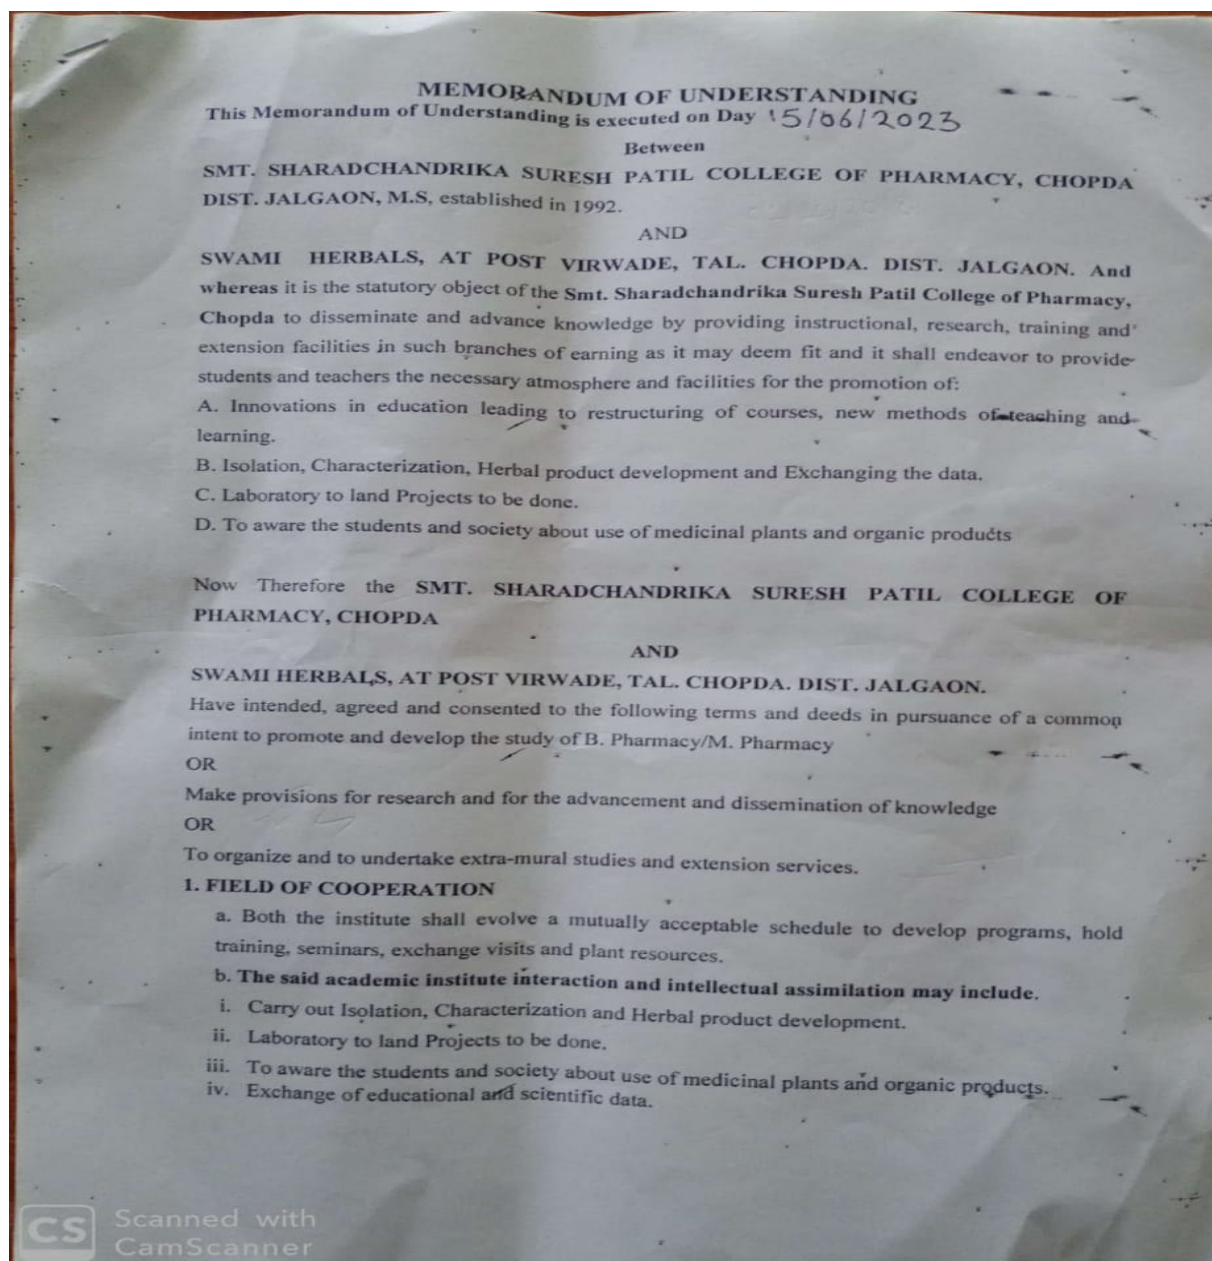 MEMORANDUM OF UNDERSTANDING
This Memorandum of Understanding is executed on Day 15/06/2023
Between
SMT. SHARADCHANDRIKA SURESH PATIL COLLEGE OF PHARMACY, CHOPDA
DIST. JALGAON, M.S, established in 1992.
AND
SWAMI HERBALS, AT POST VIRWADE, TAL. CHOPDA. DIST. JALGAON. And
whereas it is the statutory object of the Smt. Sharadchandrika Suresh Patil College of Pharmacy,
Chopda to disseminate and advance knowledge by providing instructional, research, training and
extension facilities in such branches of earning as it may deem fit and it shall endeavor to provide
students and teachers the necessary atmosphere and facilities for the promotion of:
A. Innovations in education leading to restructuring of courses, new methods of teaching and
learning.
B. Isolation, Characterization, Herbal product development and Exchanging the data.
C. Laboratory to land Projects to be done.
D. To aware the students and society about use of medicinal plants and organic products
Now Therefore the SMT. SHARADCHANDRIKA SURESH PATIL COLLEGE OF
PHARMACY, CHOPDA
AND
SWAMI HERBALS, AT POST VIRWADE, TAL. CHOPDA. DIST. JALGAON.
Have intended, agreed and consented to the following terms and deeds in pursuance of a common
intent to promote and develop the study of B. Pharmacy/M. Pharmacy
OR
Make provisions for research and for the advancement and dissemination of knowledge
OR
To organize and to undertake extra-mural studies and extension services.
1. FIELD OF COOPERATION
a. Both the institute shall evolve a mutually acceptable schedule to develop programs, hold
training, seminars, exchange visits and plant resources.
b. The said academic institute interaction and intellectual assimilation may include.
i. Carry out Isolation, Characterization and Herbal product development.
ii. Laboratory to land Projects to be done.
iii. To aware the students and society about use of medicinal plants and organic products.
iv. Exchange of educational and scientific data.
CS Scanned with
CamScanner